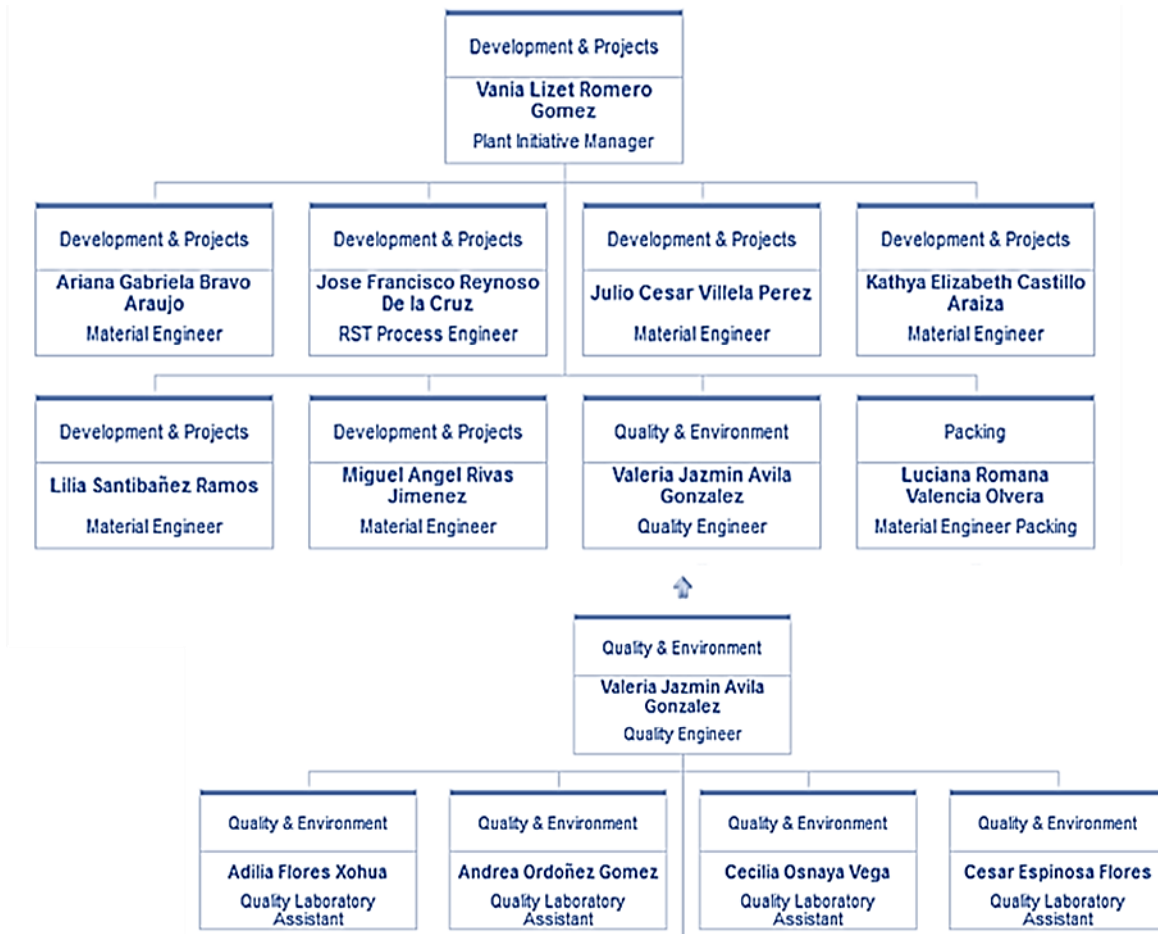 Development & Projects
Vania Lizet Romero
Gomez
Plant Initiative Manager
Development & Projects
Ariana Gabriela Bravo
Araujo
Material Engineer
Development & Projects
Jose Francisco Reynoso
De la Cruz
RST Process Engineer
Development & Projects
Julio Cesar Villela Perez
Material Engineer
Development & Projects
Kathya Elizabeth Castillo
Araiza
Material Engineer
Development & Projects
Lilia Santibañez Ramos
Material Engineer
Development & Projects
Miguel Angel Rivas
Jimenez
Material Engineer
Quality & Environment
Valeria Jazmin Avila
Gonzalez
Quality Engineer
Packing
Luciana Romana
Valencia Olvera
Material Engineer Packing
Quality & Environment
Valeria Jazmin Avila
Gonzalez
Quality Engineer
Quality & Environment
Adilia Flores Xohua
Quality Laboratory
Assistant
Quality & Environment
Andrea Ordoñez Gomez
Quality Laboratory
Assistant
Quality & Environment
Cecilia Osnaya Vega
Quality Laboratory
Assistant
Quality & Environment
Cesar Espinosa Flores
Quality Laboratory
Assistant